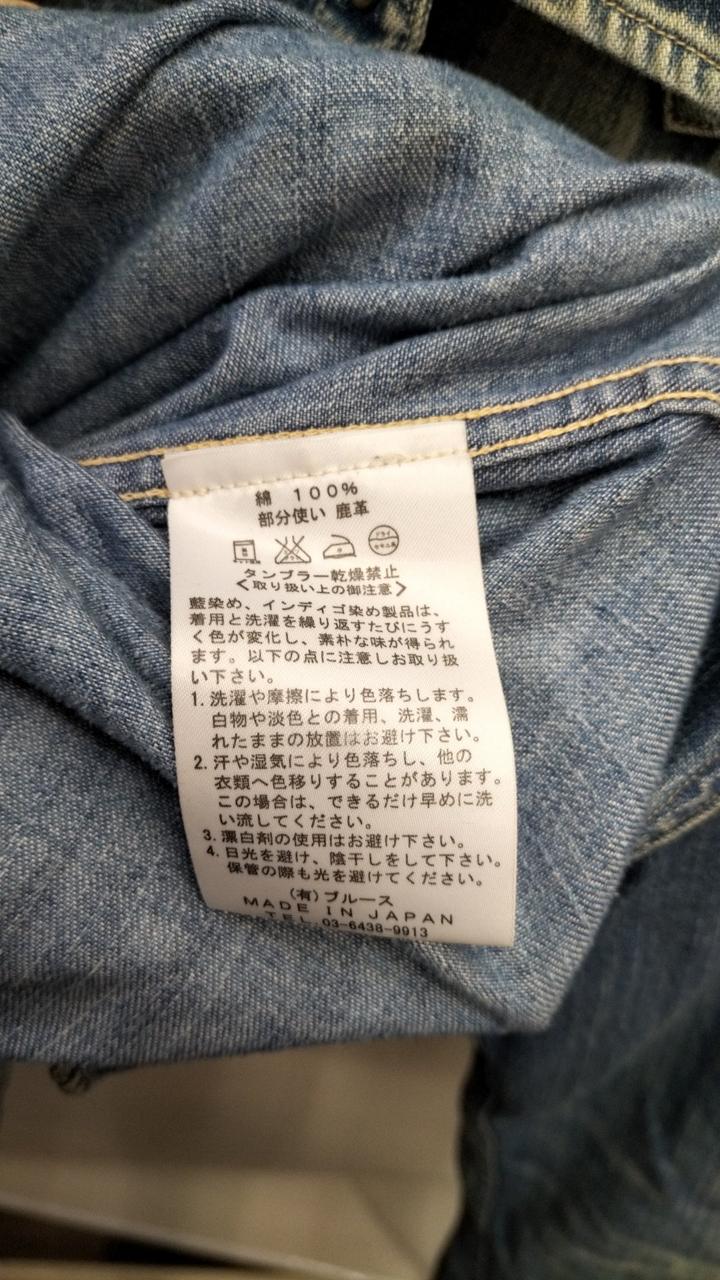 綿 100%
部分使い 鹿革
ドライ
セキユ系
タンブラー乾燥禁止
<取り扱い上の御注意>
藍染め、インディゴ染め製品は、
着用と洗濯を繰り返すたびにうす
く色が変化し、素朴な味が得られ
ます。以下の点に注意しお取り扱
い下さい。
1. 洗濯や摩擦により色落ちします。
白物や淡色との着用、洗濯、濡
れたままの放置はお避け下さい。
2. 汗や湿気により色落ちし、他の
衣類へ色移りすることがあります。
この場合は、できるだけ早めに洗
い流してください。
3. 漂白剤の使用はお避け下さい。
4. 日光を避け、陰干しをして下さい。
保管の際も光を避けてください。
(有)ブルース
MADE IN JAPAN
TEL.03-6438-9913